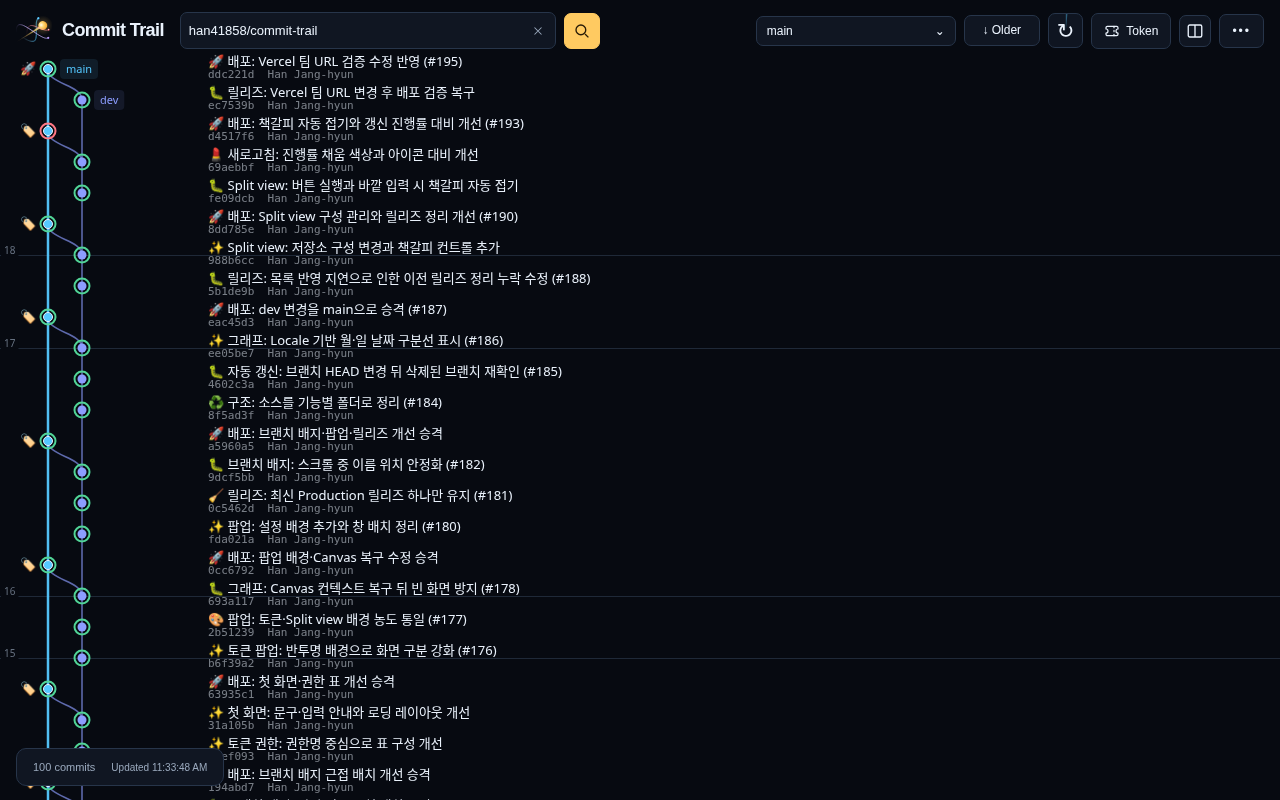 Commit Trail
han41858/commit-trail
main
↓ Older
Token
main
🚀 배포: Vercel 팀 URL 검증 수정 반영 (#195)
ddc221d Han Jang-hyun
dev
🐛 릴리즈: Vercel 팀 URL 변경 후 배포 검증 복구
ec7539b Han Jang-hyun
🚀 배포: 책갈피 자동 접기와 갱신 진행률 대비 개선 (#193)
d4517f6 Han Jang-hyun
💄 새로고침: 진행률 채움 색상과 아이콘 대비 개선
69aebbf Han Jang-hyun
🐛 Split view: 버튼 실행과 바깥 입력 시 책갈피 자동 접기
fe09dcb Han Jang-hyun
🚀 배포: Split view 구성 관리와 릴리즈 정리 개선 (#190)
8dd785e Han Jang-hyun
18
✨ Split view: 저장소 구성 변경과 책갈피 컨트롤 추가
988b6cc Han Jang-hyun
🐛 릴리즈: 목록 반영 지연으로 인한 이전 릴리즈 정리 누락 수정 (#188)
5b1de9b Han Jang-hyun
🚀 배포: dev 변경을 main으로 승격 (#187)
eac45d3 Han Jang-hyun
17
✨ 그래프: Locale 기반 월·일 날짜 구분선 표시 (#186)
ee05be7 Han Jang-hyun
🐛 자동 갱신: 브랜치 HEAD 변경 뒤 삭제된 브랜치 재확인 (#185)
4602c3a Han Jang-hyun
♻️ 구조: 소스를 기능별 폴더로 정리 (#184)
8f5ad3f Han Jang-hyun
🚀 배포: 브랜치 배지·팝업·릴리즈 개선 승격
a5960a5 Han Jang-hyun
🐛 브랜치 배지: 스크롤 중 이름 위치 안정화 (#182)
9dcf5bb Han Jang-hyun
🧹 릴리즈: 최신 Production 릴리즈 하나만 유지 (#181)
0c5462d Han Jang-hyun
✨ 팝업: 설정 배경 추가와 창 배치 정리 (#180)
fda021a Han Jang-hyun
🚀 배포: 팝업 배경·Canvas 복구 수정 승격
0cc6792 Han Jang-hyun
16
🐛 그래프: Canvas 컨텍스트 복구 뒤 빈 화면 방지 (#178)
693a117 Han Jang-hyun
🎨 팝업: 토큰·Split view 배경 농도 통일 (#177)
2b51239 Han Jang-hyun
15
✨ 토큰 팝업: 반투명 배경으로 화면 구분 강화 (#176)
b6f39a2 Han Jang-hyun
🚀 배포: 첫 화면·권한 표 개선 승격
63935c1 Han Jang-hyun
✨ 첫 화면: 문구·입력 안내와 로딩 레이아웃 개선
31a105b Han Jang-hyun
✨ 토큰 권한: 권한명 중심으로 표 구성 개선
ef093 Han Jang-hyun
배포: 브랜치 배지 근접 배치 개선 승격
194abd7 Han Jang-hyun
100 commits
Updated 11:33:48 AM